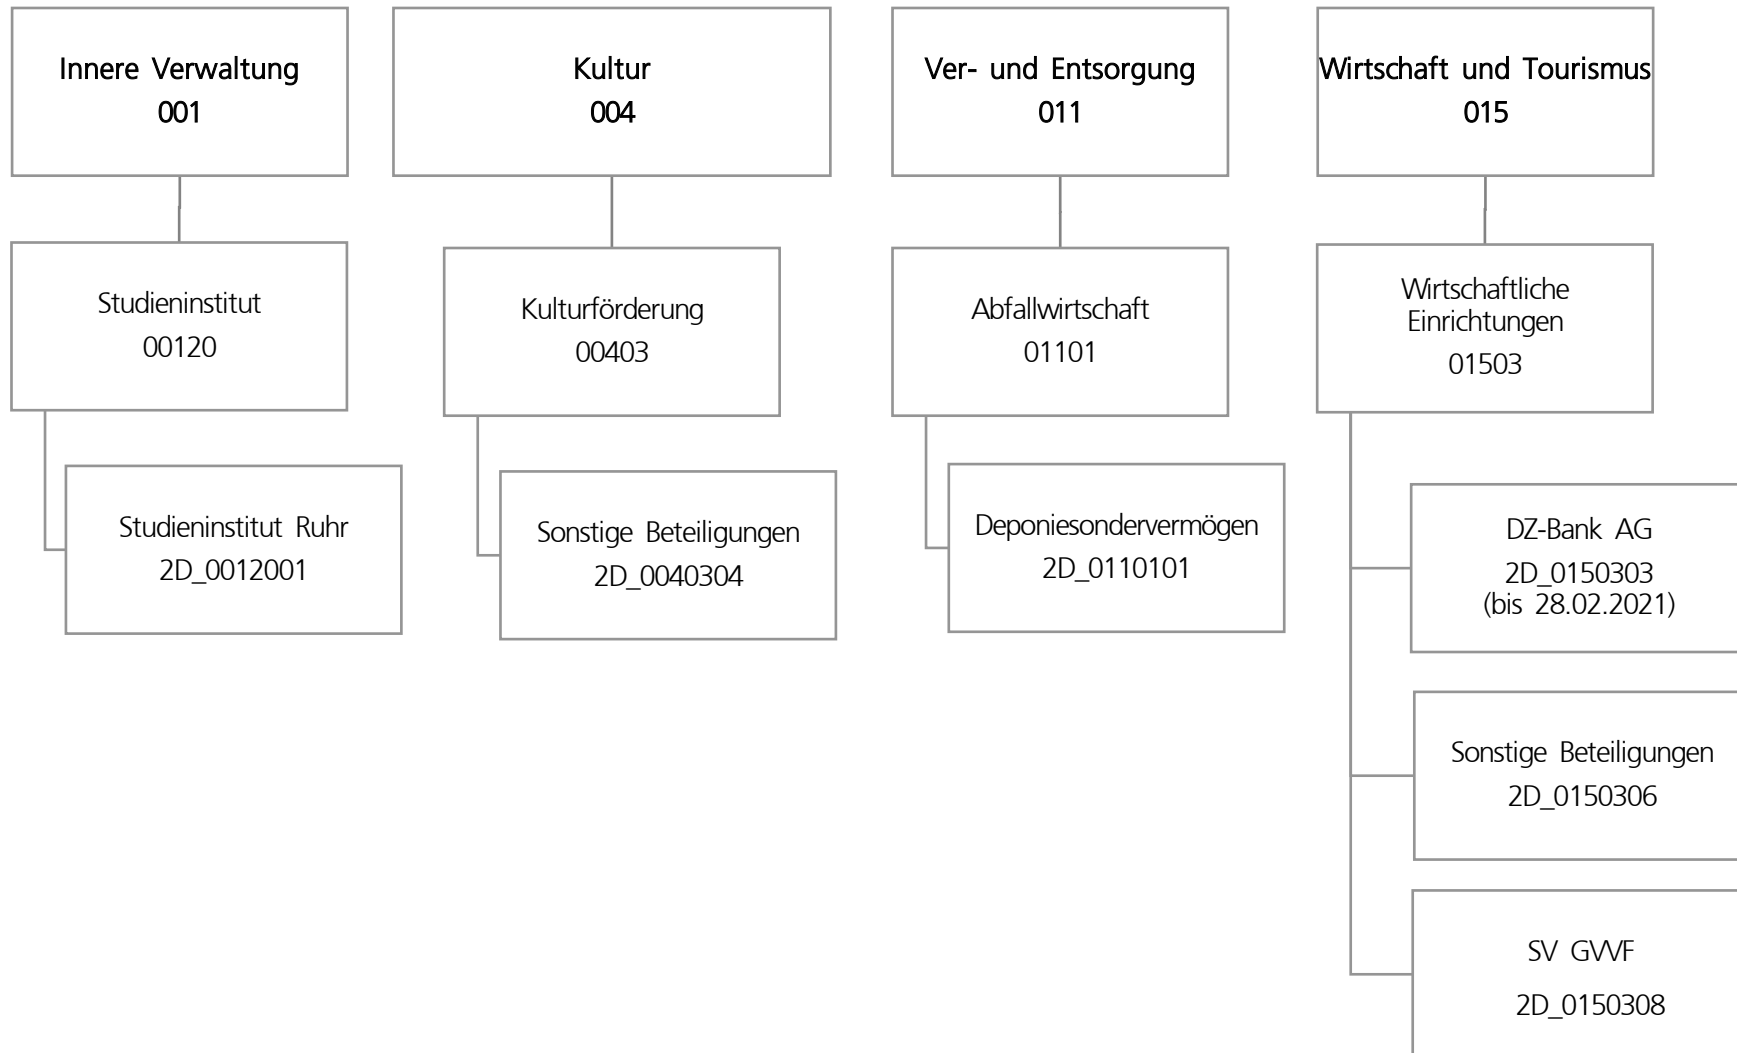 Innere Verwaltung
001
Studieninstitut
00120
Studieninstitut Ruhr
2D_0012001
Kultur
004
Kulturförderung
00403
Sonstige Beteiligungen
2D_0040304
Ver- und Entsorgung
011
Abfallwirtschaft
01101
Deponiesondervermögen
2D_0110101
Wirtschaft und Tourismus
015
Wirtschaftliche
Einrichtungen
01503
DZ-Bank AG
2D_0150303
(bis 28.02.2021)
Sonstige Beteiligungen
2D_0150306
SV GVVF
2D_0150308